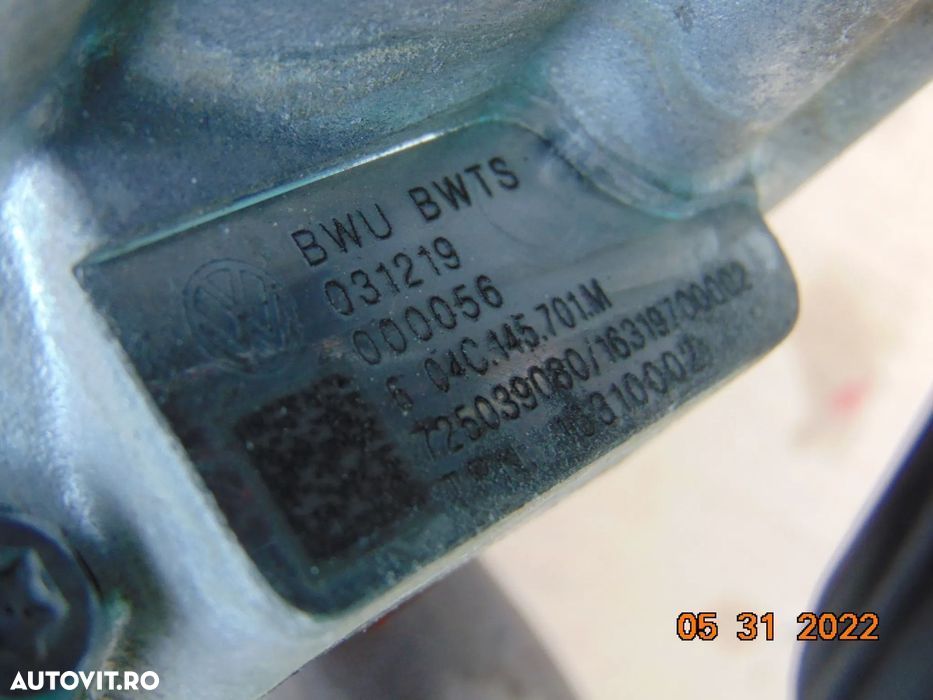 BWU BWTS
031219
000056
6 04C.145.701.M
725039080/16319700002
05 31 2022
AUTOVIT.RO